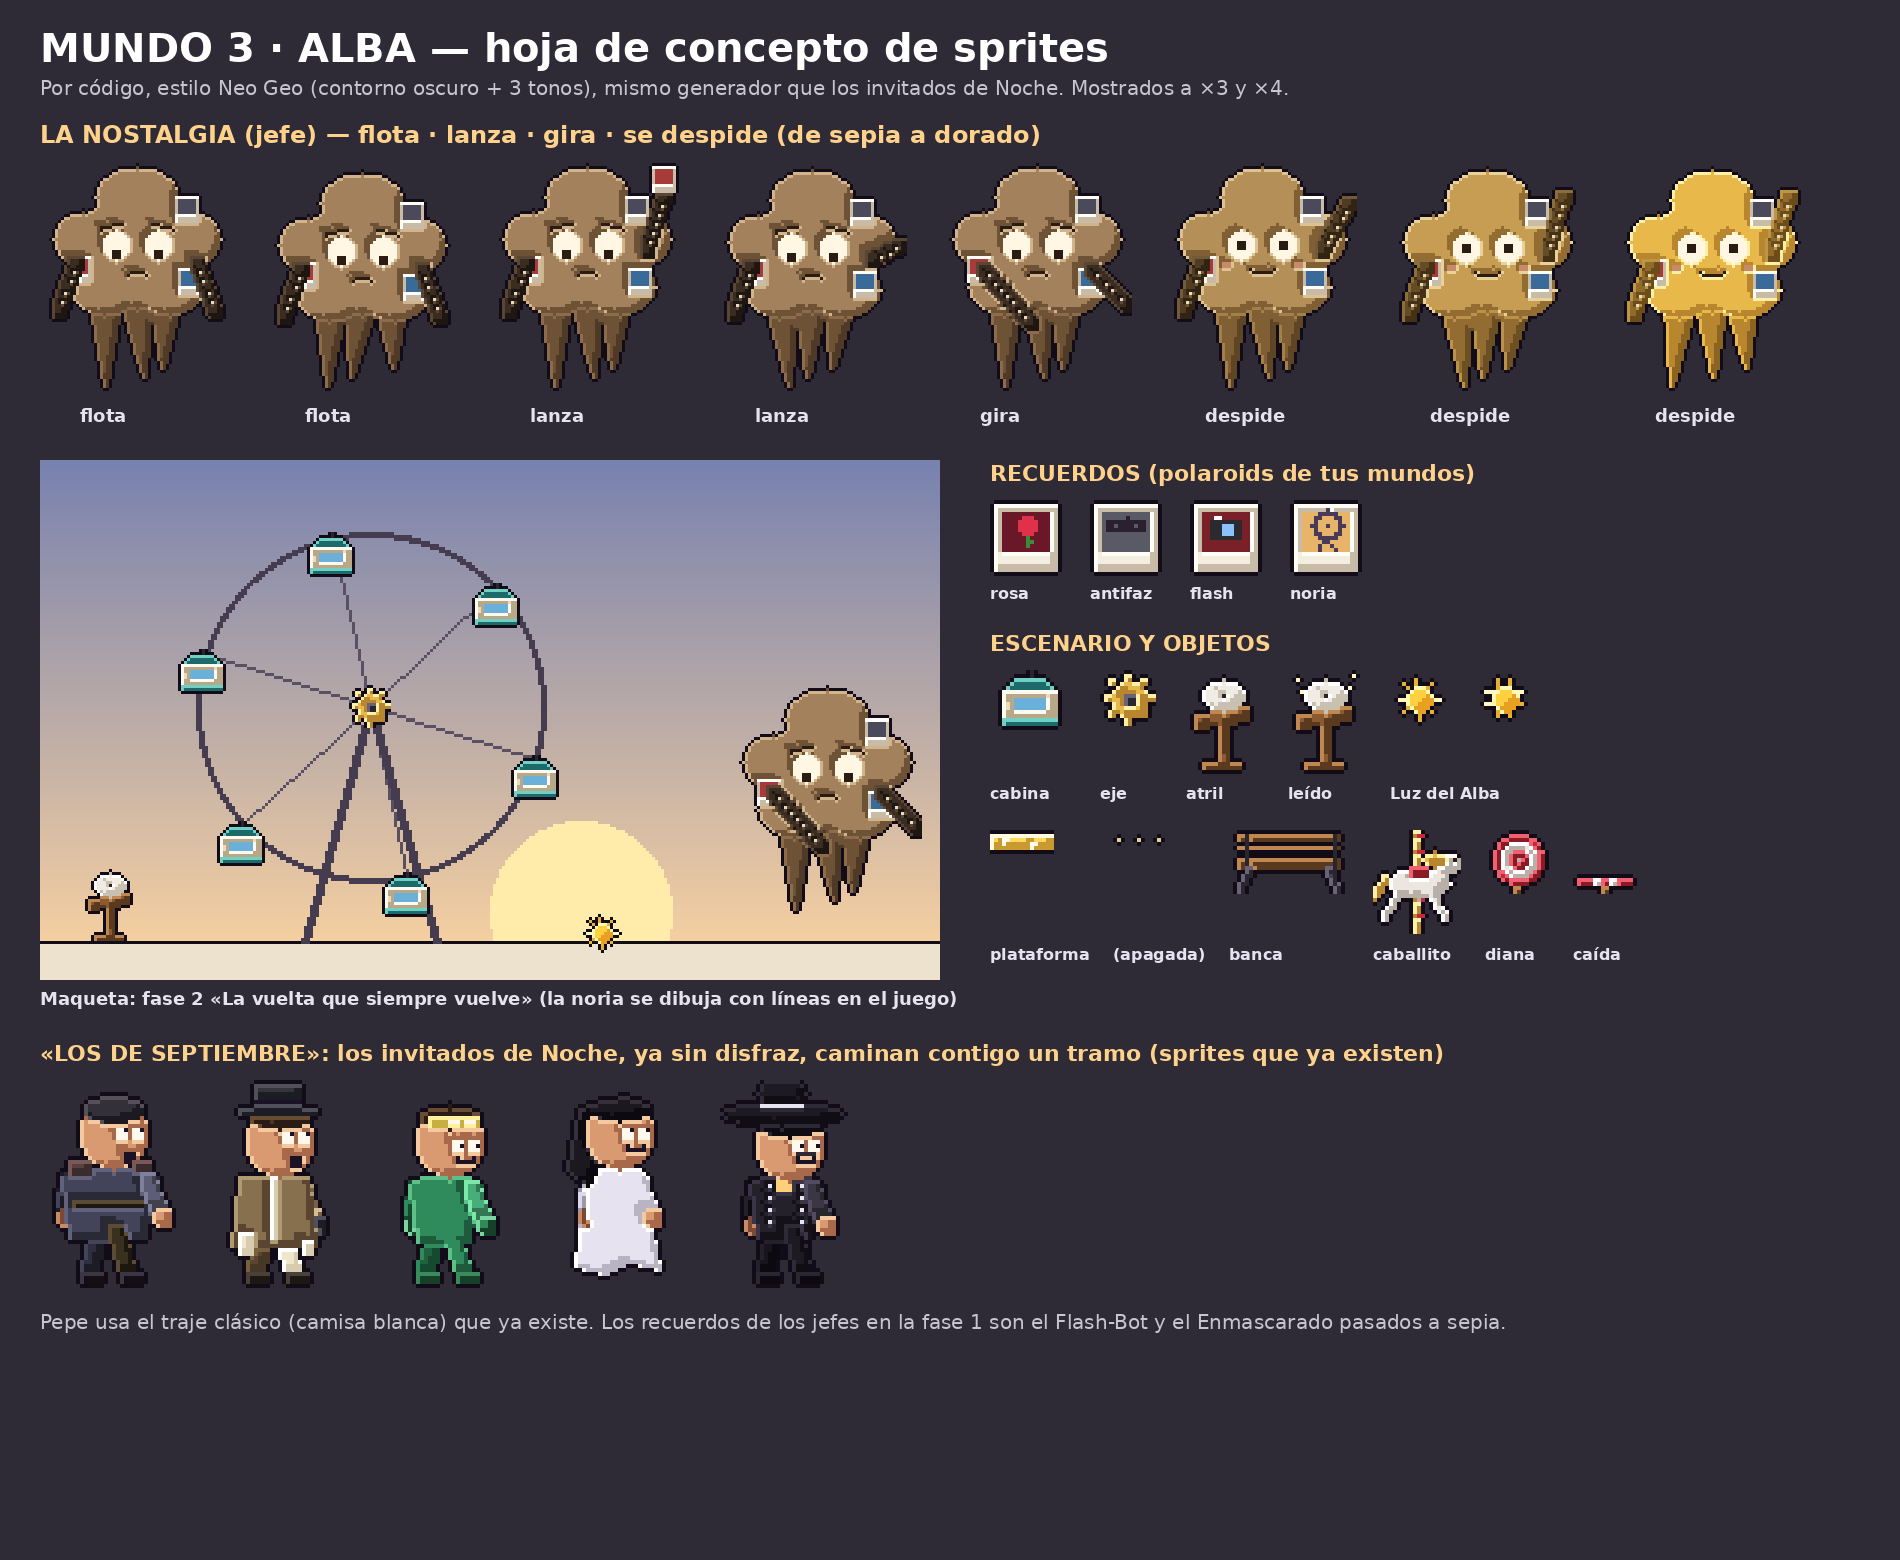 MUNDO 3 · ALBA — hoja de concepto de sprites
Por código, estilo Neo Geo (contorno oscuro + 3 tonos), mismo generador que los invitados de Noche. Mostrados a ×3 y ×4.
LA NOSTALGIA (jefe) — flota · lanza · gira · se despide (de sepia a dorado)
flota flota lanza lanza gira despide despide despide
RECUERDOS (polaroids de tus mundos)
rosa antifaz flash noria
ESCENARIO Y OBJETOS
cabina eje atril leído Luz del Alba
plataforma (apagada) banca caballito diana caída
Maqueta: fase 2 «La vuelta que siempre vuelve» (la noria se dibuja con líneas en el juego)
«LOS DE SEPTIEMBRE»: los invitados de Noche, ya sin disfraz, caminan contigo un tramo (sprites que ya existen)
Pepe usa el traje clásico (camisa blanca) que ya existe. Los recuerdos de los jefes en la fase 1 son el Flash-Bot y el Enmascarado pasados a sepia.